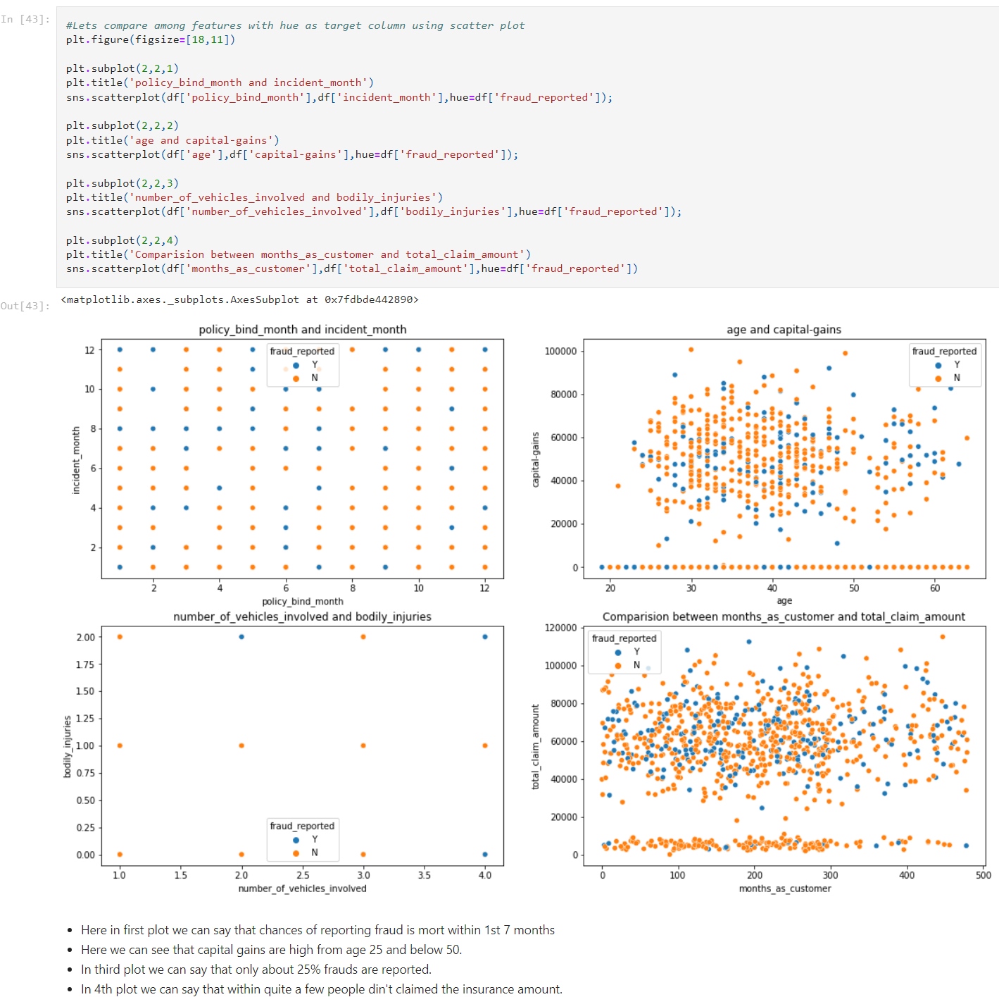 In [43]:
#Lets compare among features with hue as target column using scatter plot
plt.figure(figsize=[18,11])
plt.subplot(2,2,1)
plt.title('policy_bind_month and incident_month')
sns.scatterplot(df['policy_bind_month'],df['incident_month'],hue=df['fraud_reported']);
plt.subplot(2,2,2)
plt.title('age and capital-gains')
sns.scatterplot(df['age'],df['capital-gains'],hue=df['fraud_reported']);
plt.subplot(2,2,3)
plt.title('number_of_vehicles_involved and bodily_injuries')
sns.scatterplot(df['number_of_vehicles_involved'],df['bodily_injuries'],hue=df['fraud_reported']);
plt.subplot(2,2,4)
plt.title('Comparision between months_as_customer and total_claim_amount')
sns.scatterplot(df['months_as_customer'],df['total_claim_amount'],hue=df['fraud_reported'])
Out[43]:
<matplotlib.axes._subplots.AxesSubplot at 0x7fdbde442890>
policy_bind_month and incident_month
fraud_reported
Y
N
12
10
8
6
4
2
incident_month
2 4 6 8 10 12
policy_bind_month
age and capital-gains
fraud_reported
Y
N
100000
80000
60000
40000
20000
0
capital-gains
20 30 40 50 60
age
number_of_vehicles_involved and bodily_injuries
2.00
1.75
1.50
1.25
1.00
0.75
0.50
0.25
0.00
bodily_injuries
fraud_reported
Y
N
1.0 1.5 2.0 2.5 3.0 3.5 4.0
number_of_vehicles_involved
Comparision between months_as_customer and total_claim_amount
fraud_reported
Y
N
120000
100000
80000
60000
40000
20000
0
total_claim_amount
0 100 200 300 400 500
months_as_customer
• Here in first plot we can say that chances of reporting fraud is mort within 1st 7 months
• Here we can see that capital gains are high from age 25 and below 50.
• In third plot we can say that only about 25% frauds are reported.
• In 4th plot we can say that within quite a few people din't claimed the insurance amount.